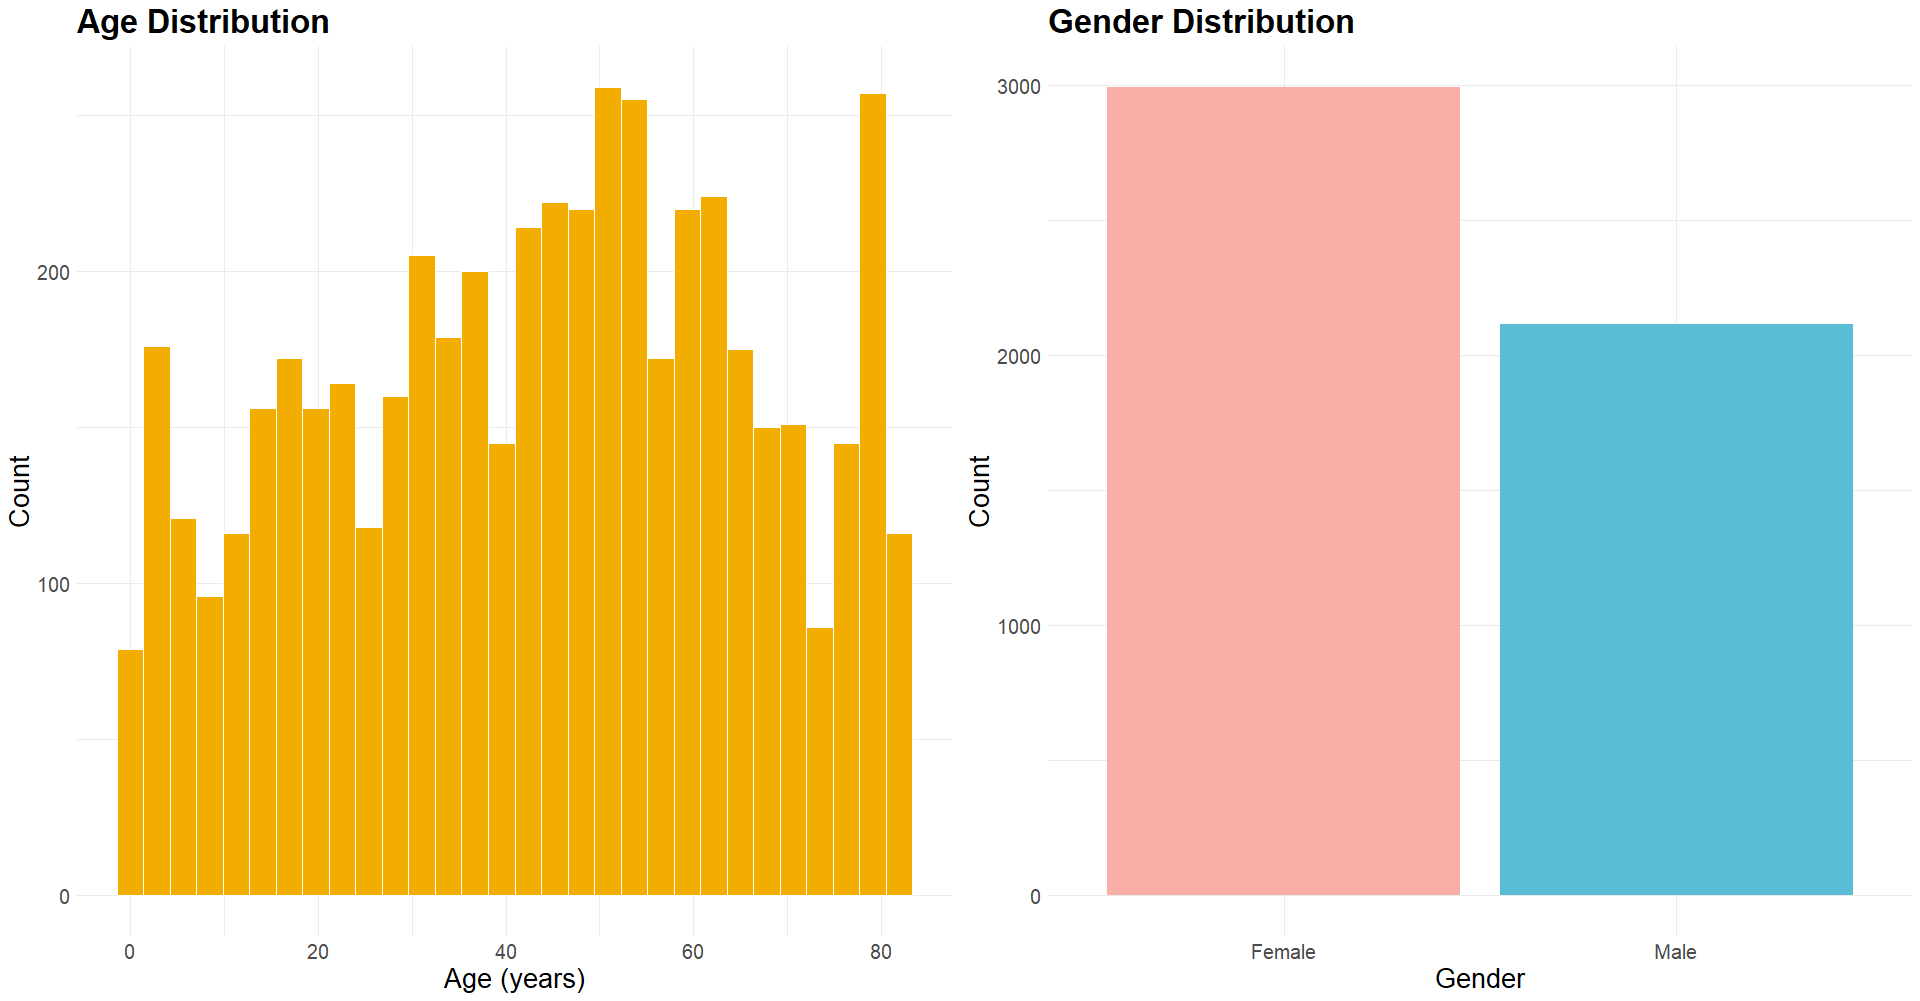 Age Distribution
Count
200
100
0
0 20 40 60 80
Age (years)
Gender Distribution
Count
3000
2000
1000
0
Female Male
Gender